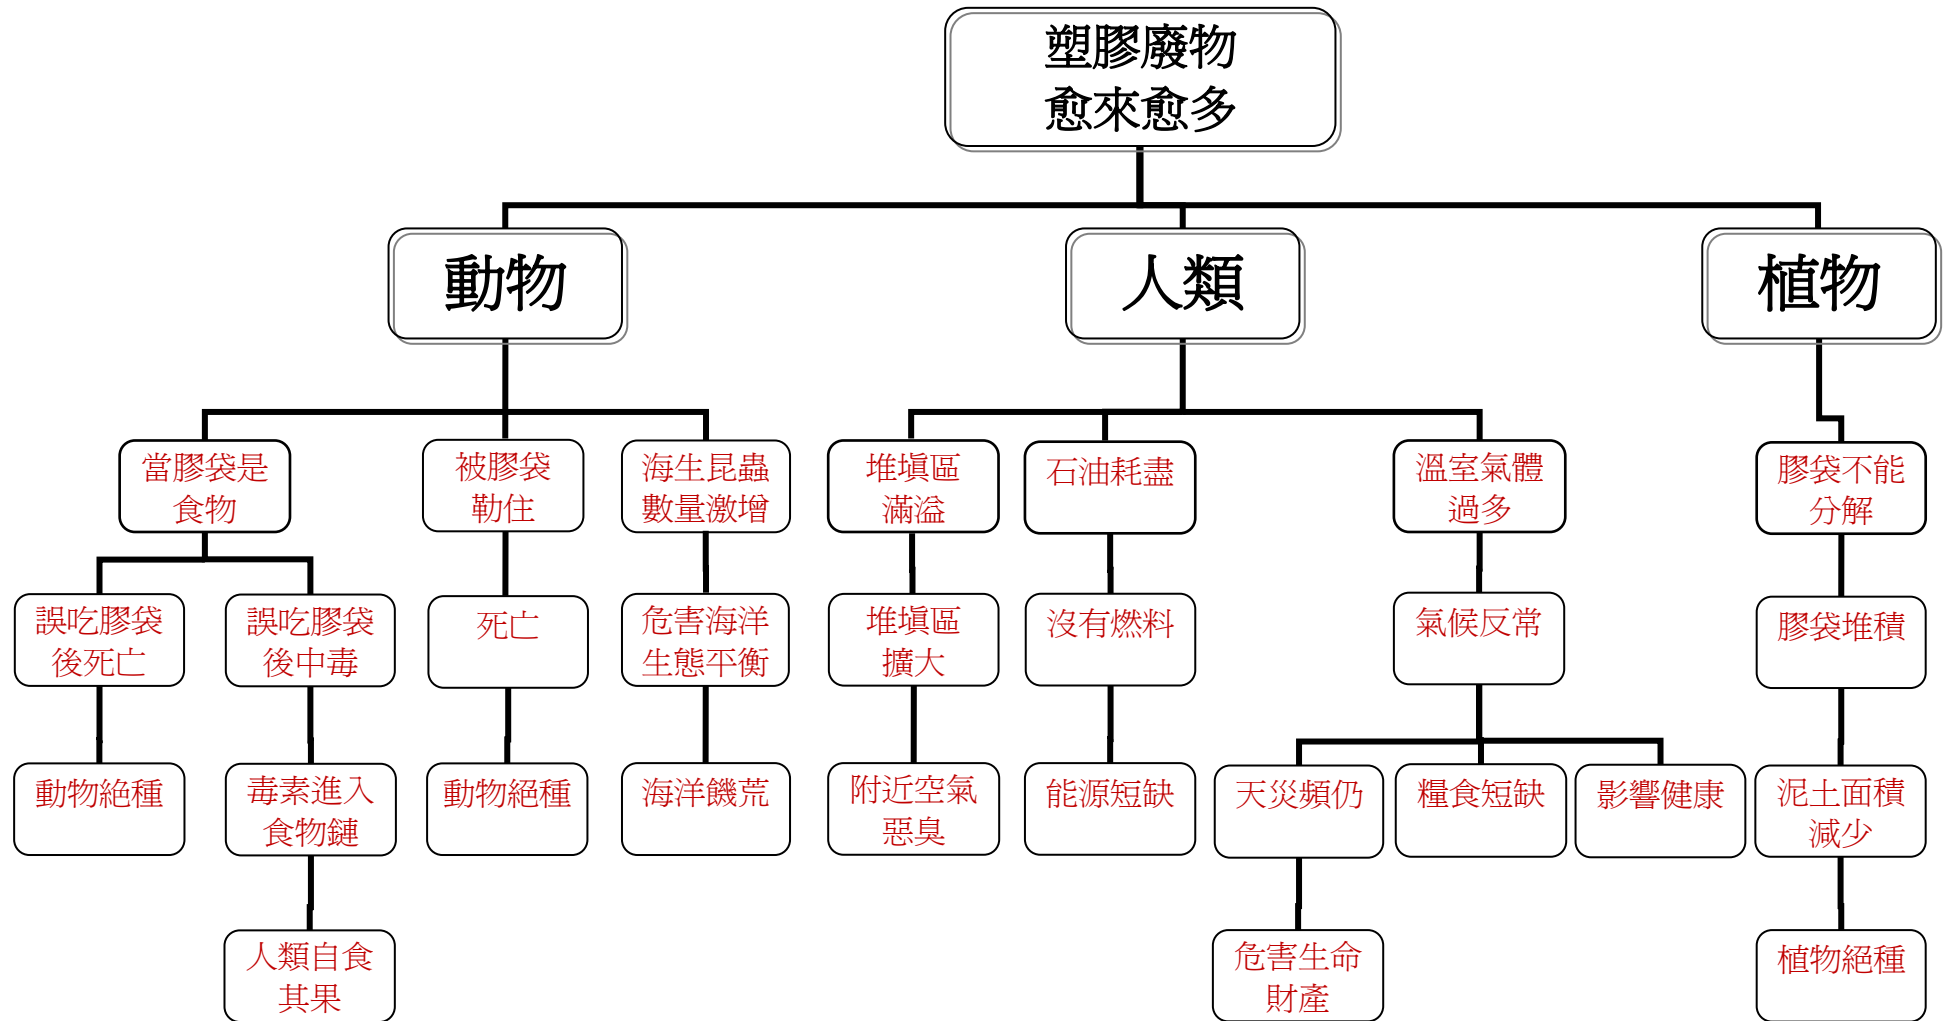 塑膠廢物
愈來愈多
動物
人類
植物
當膠袋是
食物
被膠袋
勒住
海生昆蟲
數量激增
堆填區
滿溢
石油耗盡
溫室氣體
過多
膠袋不能
分解
誤吃膠袋
後死亡
誤吃膠袋
後中毒
死亡
危害海洋
生態平衡
堆填區
擴大
沒有燃料
氣候反常
膠袋堆積
動物絕種
毒素進入
食物鏈
動物絕種
海洋饑荒
附近空氣
惡臭
能源短缺
天災頻仍
糧食短缺
影響健康
泥土面積
減少
人類自食
其果
危害生命
財產
植物絕種